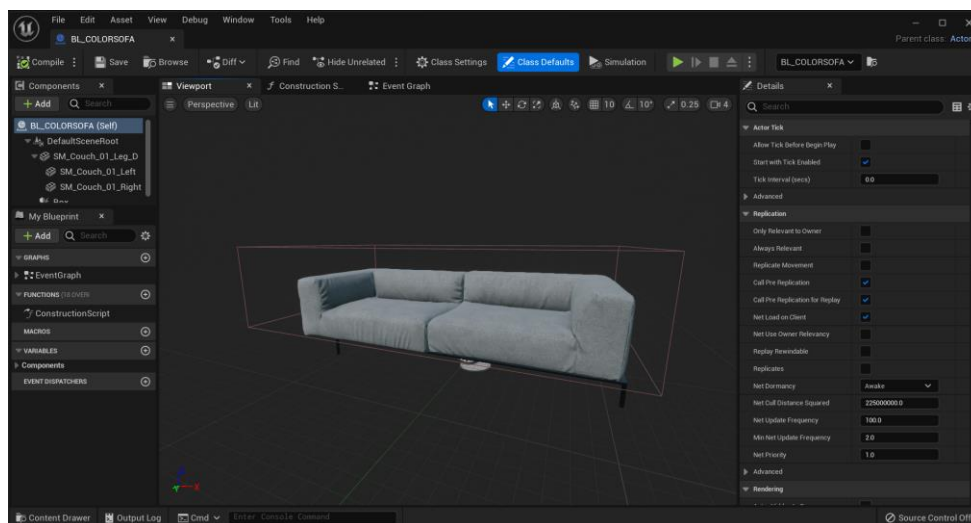 File Edit Asset View Debug Window Tools Help
BL_COLORSOFA
Parent class: Actor
Compile Save Browse Diff Find Hide Unrelated Class Settings Class Defaults Simulation BL_COLORSOFA
Components
+ Add Search
BL_COLORSOFA (Self)
DefaultSceneRoot
SM_Couch_01_Leg_D
SM_Couch_01_Left
SM_Couch_01_Right
Box
My Blueprint
+ Add Search
GRAPHS
EventGraph
FUNCTIONS
ConstructionScript
MACROS
VARIABLES
Components
EVENT DISPATCHERS
Viewport Construction S... Event Graph
Perspective Lit 10 10° 0.25 4
Details
Search
Actor Tick
Allow Tick Before Begin Play
Start with Tick Enabled
Tick Interval (secs) 0.0
Advanced
Replication
Only Relevant to Owner
Always Relevant
Replicate Movement
Call Pre Replication
Call Pre Replication for Replay
Net Load on Client
Net Use Owner Relevancy
Replay Rewindable
Replicates
Net Dormancy Awake
Net Cull Distance Squared 225000000.0
Net Update Frequency 100.0
Min Net Update Frequency 2.0
Net Priority 1.0
Advanced
Rendering
Content Drawer Output Log Cmd Enter Console Command Source Control Off